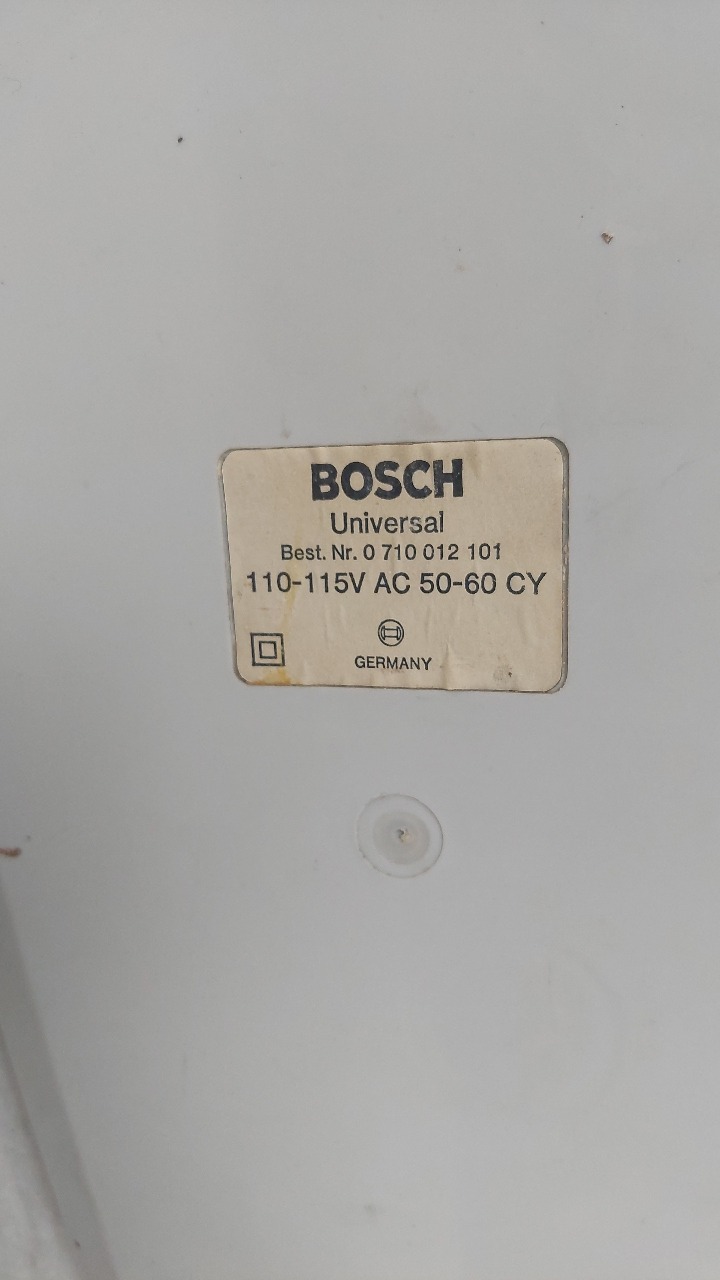 BOSCH
Universal
Best. Nr. 0 710 012 101
110-115V AC 50-60 CY
GERMANY